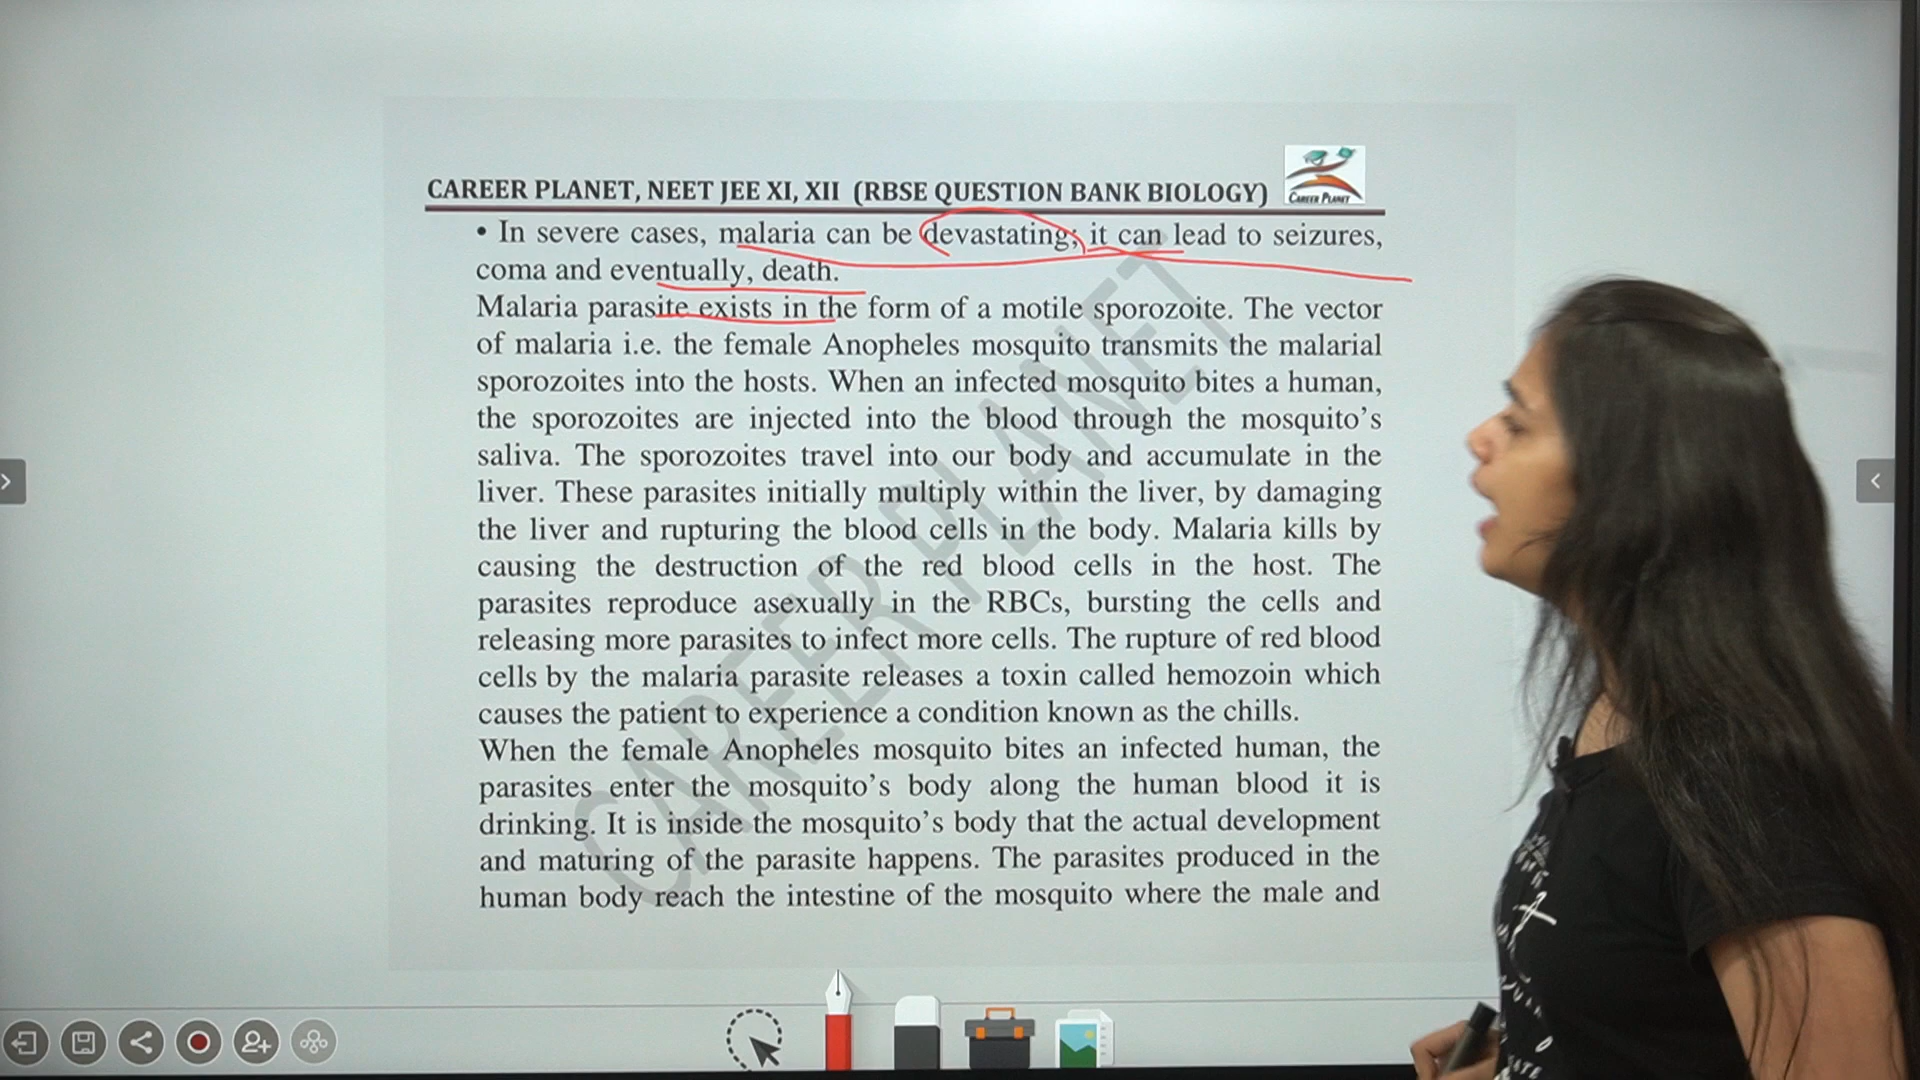 CAREER PLANET, NEET JEE XI, XII (RBSE QUESTION BANK BIOLOGY)
CAREER PLANET
• In severe cases, malaria can be devastating; it can lead to seizures,
coma and eventually, death.
Malaria parasite exists in the form of a motile sporozoite. The vector
of malaria i.e. the female Anopheles mosquito transmits the malarial
sporozoites into the hosts. When an infected mosquito bites a human,
the sporozoites are injected into the blood through the mosquito’s
saliva. The sporozoites travel into our body and accumulate in the
liver. These parasites initially multiply within the liver, by damaging
the liver and rupturing the blood cells in the body. Malaria kills by
causing the destruction of the red blood cells in the host. The
parasites reproduce asexually in the RBCs, bursting the cells and
releasing more parasites to infect more cells. The rupture of red blood
cells by the malaria parasite releases a toxin called hemozoin which
causes the patient to experience a condition known as the chills.
When the female Anopheles mosquito bites an infected human, the
parasites enter the mosquito’s body along the human blood it is
drinking. It is inside the mosquito’s body that the actual development
and maturing of the parasite happens. The parasites produced in the
human body reach the intestine of the mosquito where the male and
CAREER PLANET